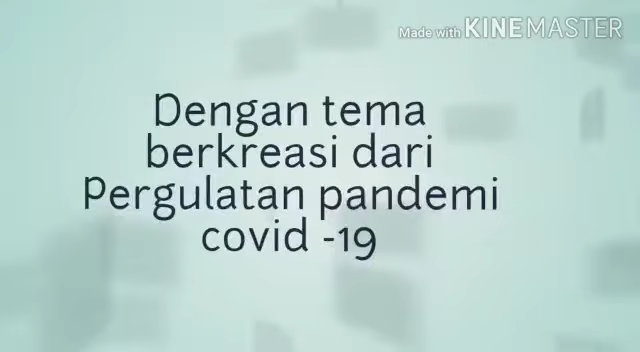 Made with KINEMASTER
Dengan tema
berkreasi dari
Pergulatan pandemi
covid -19